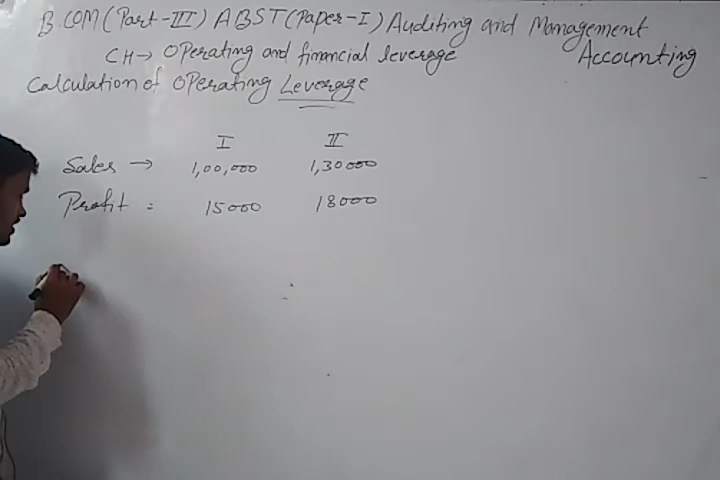 B COM (Part-III) ABST (Paper-I) Auditing and Management
CH → Operating and financial leverage Accounting
Calculation of Operating Leverage
I II
Sales → 1,00,000 1,30000
Profit = 15000 18000